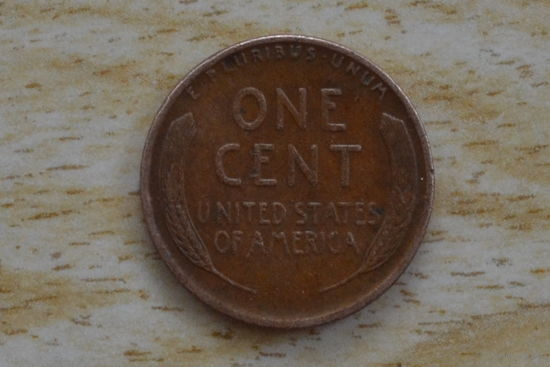 E·PLURIBUS·UNUM
ONE
CENT
UNITED STATES
OF AMERICA